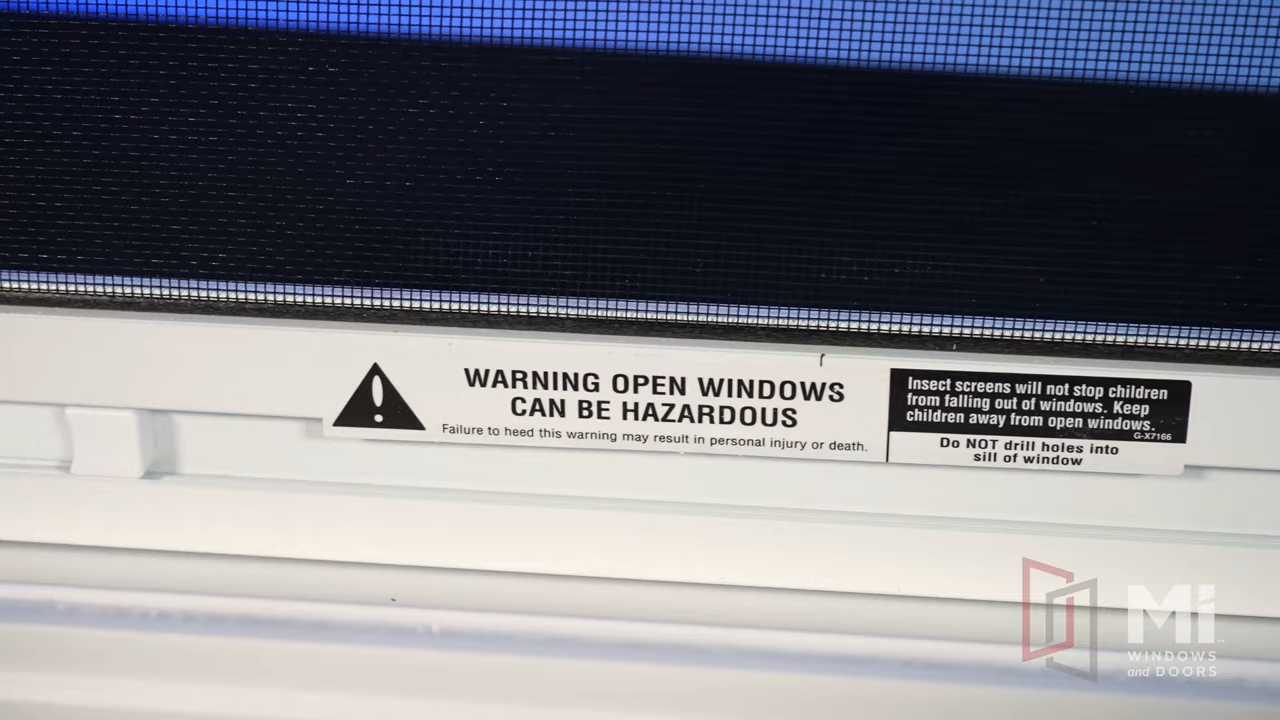 WARNING OPEN WINDOWS
CAN BE HAZARDOUS
Failure to heed this warning may result in personal injury or death.
Insect screens will not stop children
from falling out of windows. Keep
children away from open windows.
G-X7166
Do NOT drill holes into
sill of window
Mi
WINDOWS
and DOORS